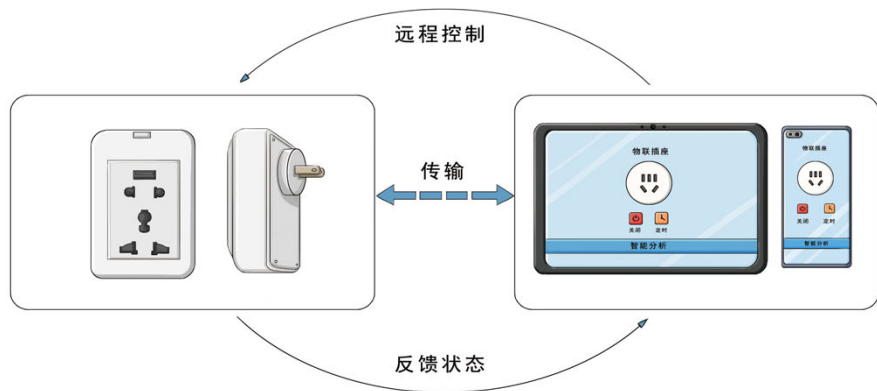 远程控制
传输
物联插座
关闭 定时
智能分析
物联插座
关闭 定时
智能分析
反馈状态